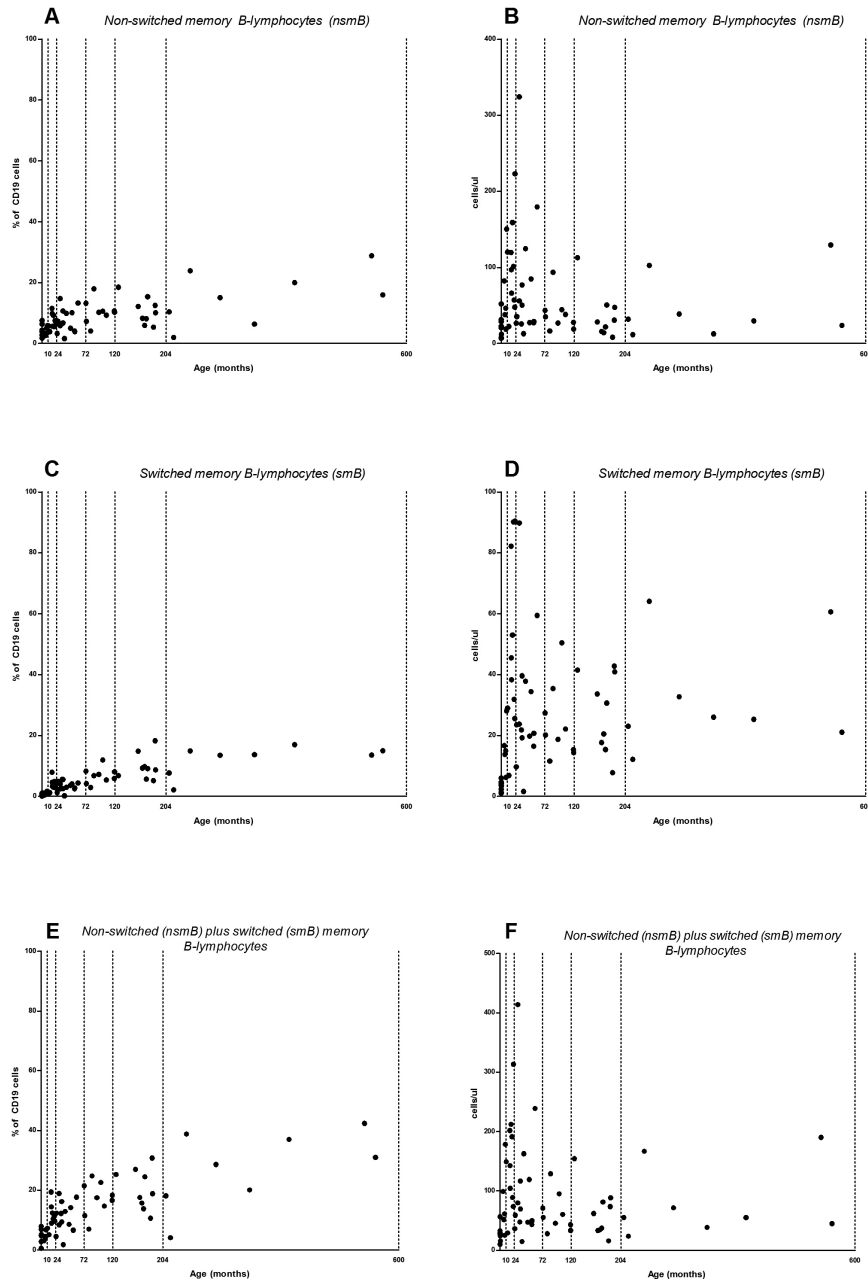 A
Non-switched memory B-lymphocytes (nsmB)
100
80
60
40
20
0
% of CD19 cells
10 24 72 120 204 600
Age (months)
B
Non-switched memory B-lymphocytes (nsmB)
400
300
200
100
0
cells/ul
10 24 72 120 204 60
Age (months)
C
Switched memory B-lymphocytes (smB)
100
80
60
40
20
0
% of CD19 cells
10 24 72 120 204 600
Age (months)
D
Switched memory B-lymphocytes (smB)
100
80
60
40
20
0
cells/ul
10 24 72 120 204 60
Age (months)
E
Non-switched (nsmB) plus switched (smB) memory
B-lymphocytes
100
80
60
40
20
0
% of CD19 cells
10 24 72 120 204 600
Age (months)
F
Non-switched (nsmB) plus switched (smB) memory
B-lymphocytes
500
400
300
200
100
0
cells/ul
10 24 72 120 204 600
Age (months)